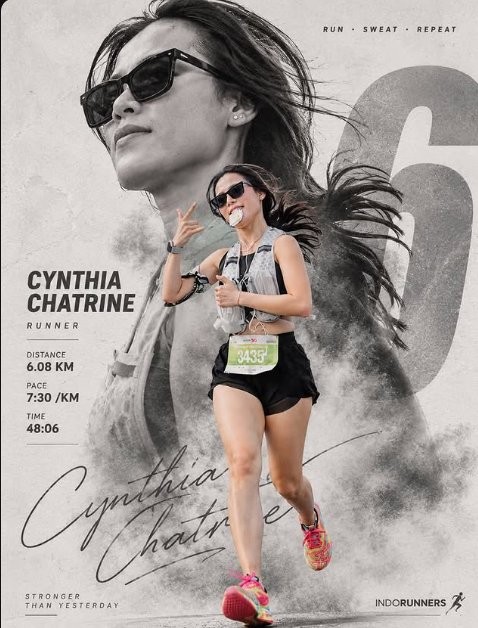 RUN · SWEAT · REPEAT
6
CYNTHIA
CHATRINE
RUNNER
DISTANCE
6.08 KM
PACE
7:30 /KM
TIME
48:06
3435
Cynthia
Chatrine
STRONGER
THAN YESTERDAY
INDORUNNERS